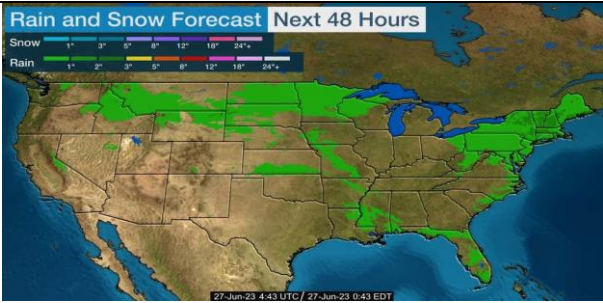 Rain and Snow Forecast Next 48 Hours
Snow 1" 3" 5" 8" 12" 18" 24"+
Rain 1" 2" 3" 5" 8" 12" 18" 24"+
27-Jun-23 4:43 UTC / 27-Jun-23 0:43 EDT